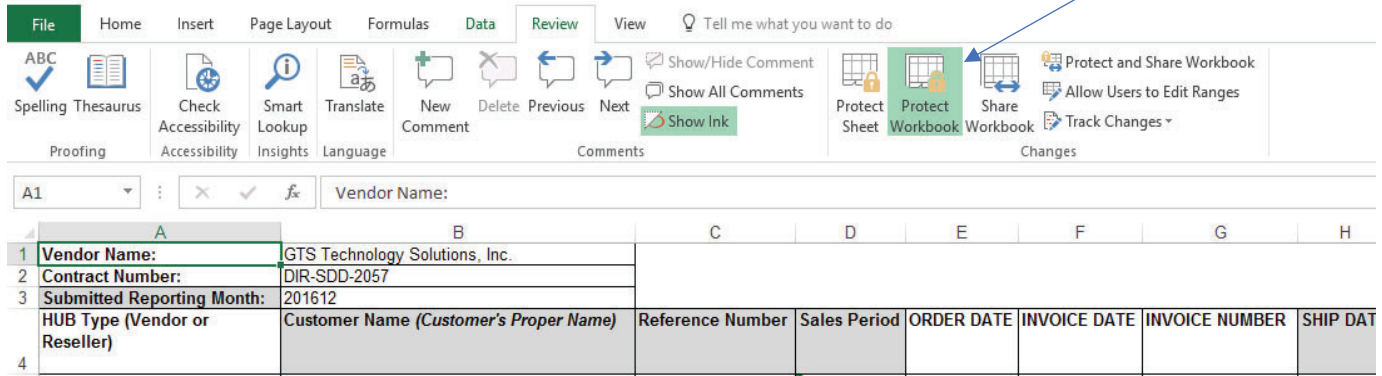 File Home Insert Page Layout Formulas Data Review View Tell me what you want to do
ABC
Spelling Thesaurus
Check Accessibility
Smart Lookup
Translate
New Comment
Delete Previous Next
Show/Hide Comment
Show All Comments
Show Ink
Protect Sheet
Protect Workbook
Share Workbook
Protect and Share Workbook
Allow Users to Edit Ranges
Track Changes
Proofing Accessibility Insights Language Comments Changes
A1 fx Vendor Name:
A B C D E F G H
1 Vendor Name: GTS Technology Solutions, Inc.
2 Contract Number: DIR-SDD-2057
3 Submitted Reporting Month: 201612
4 HUB Type (Vendor or Reseller) Customer Name (Customer's Proper Name) Reference Number Sales Period ORDER DATE INVOICE DATE INVOICE NUMBER SHIP DAT